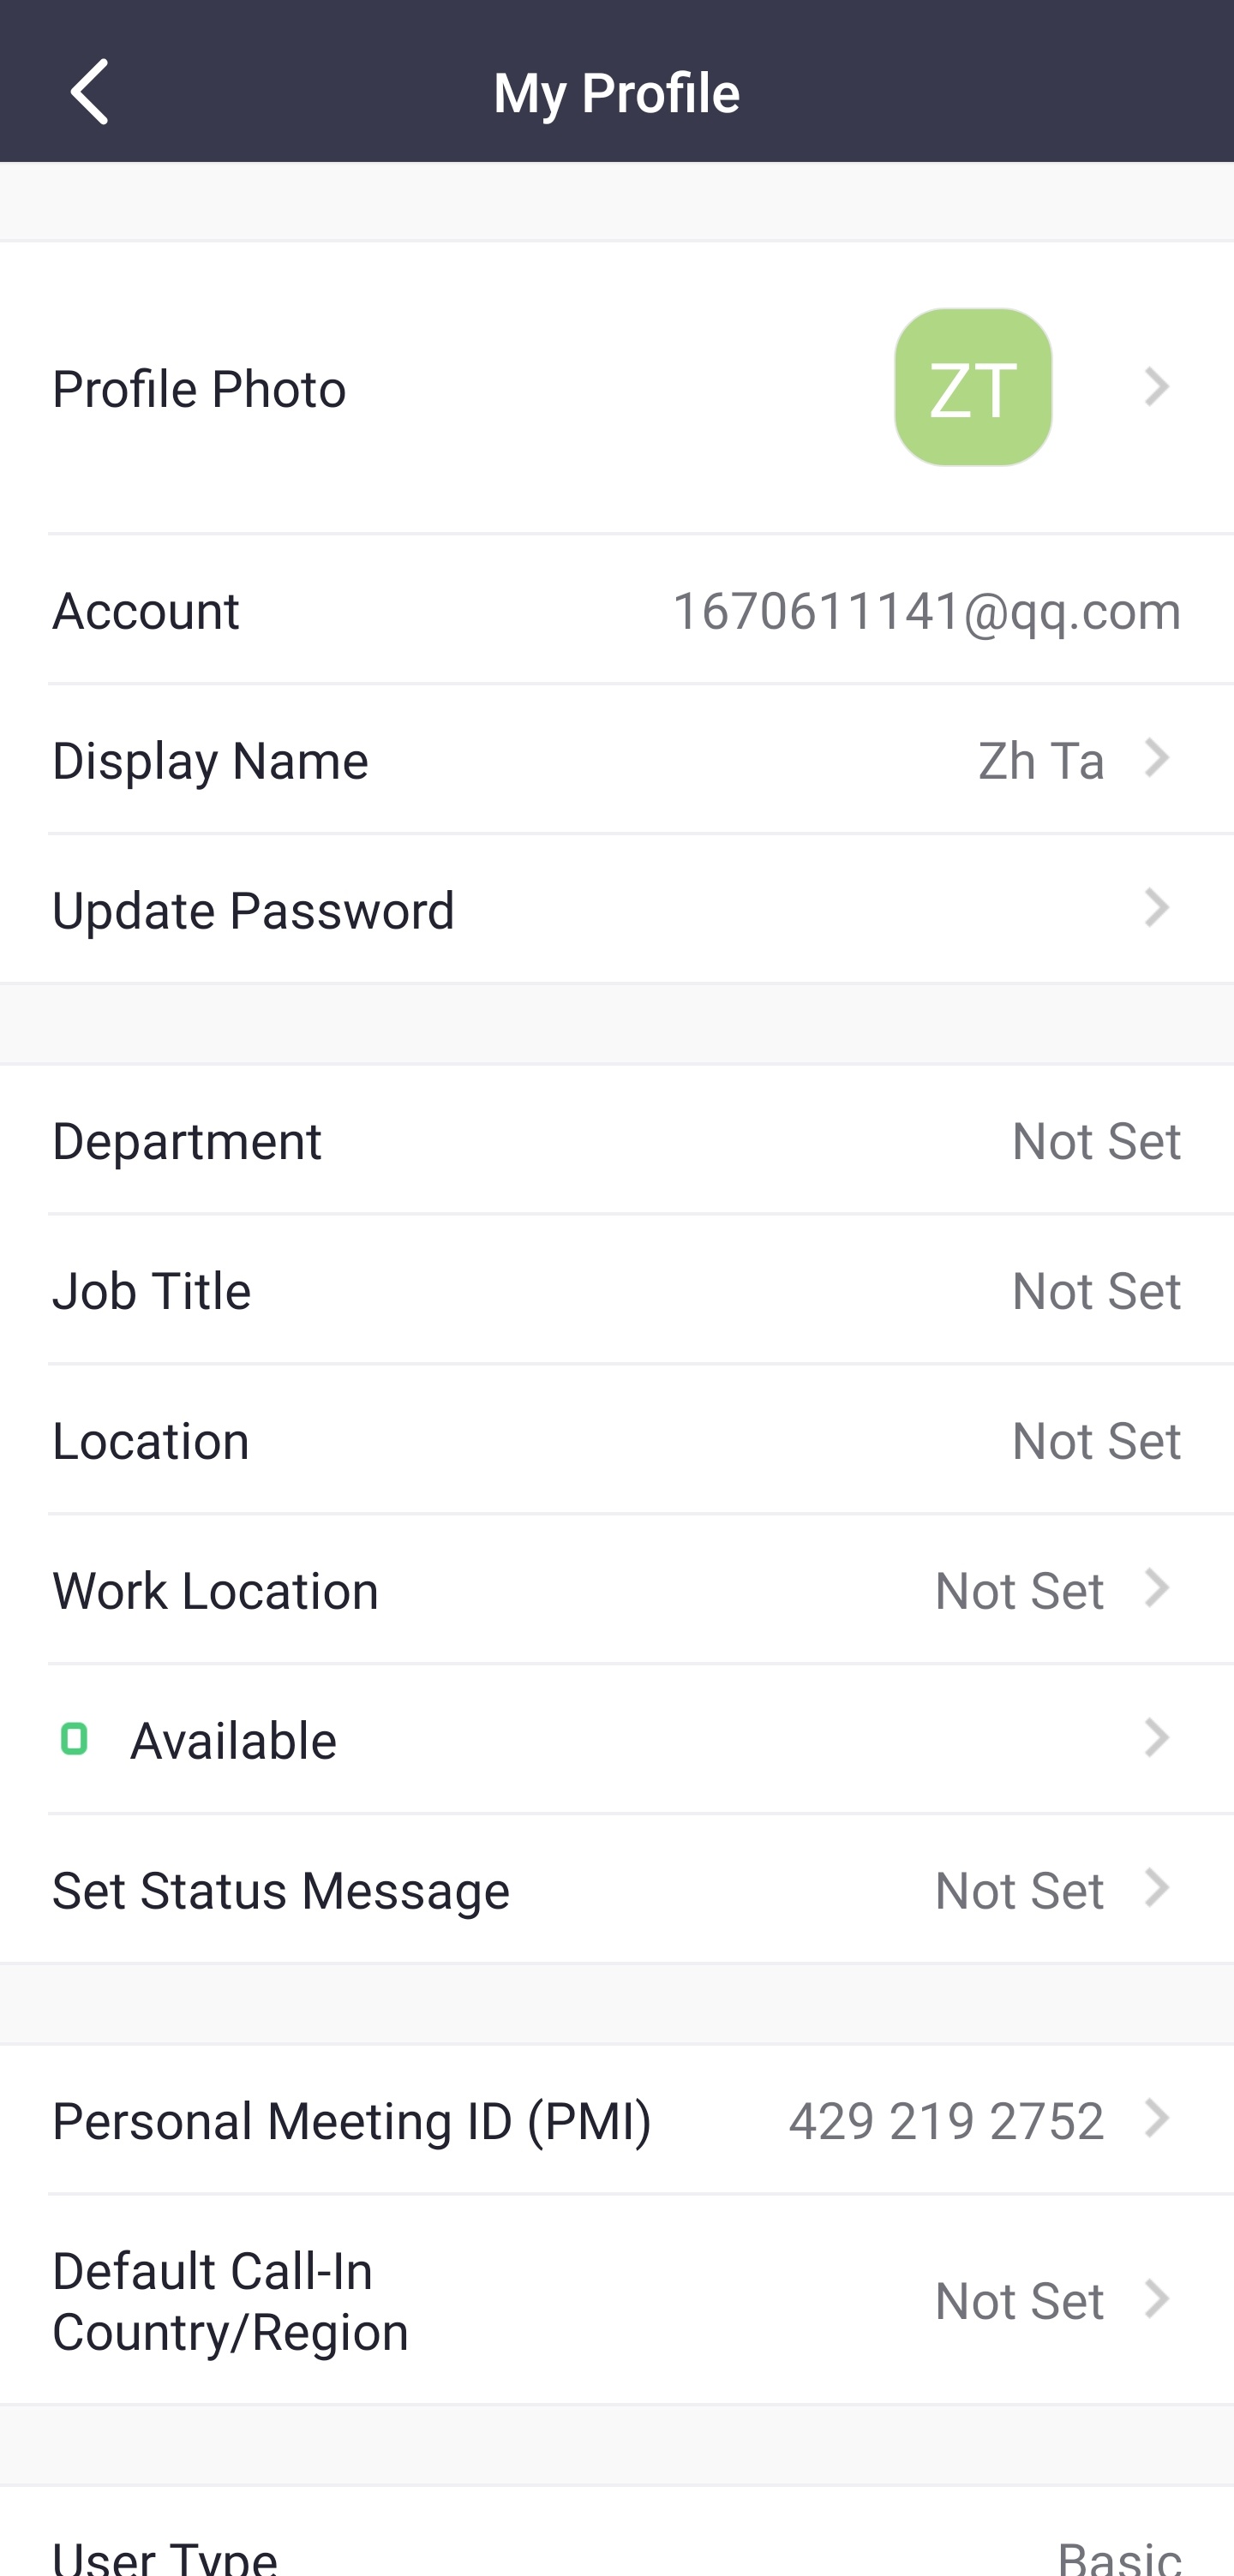 My Profile
Profile Photo
ZT
Account
1670611141@qq.com
Display Name
Zh Ta
Update Password
Department
Not Set
Job Title
Not Set
Location
Not Set
Work Location
Not Set
Available
Set Status Message
Not Set
Personal Meeting ID (PMI)
429 219 2752
Default Call-In
Country/Region
Not Set
User Type
Basic